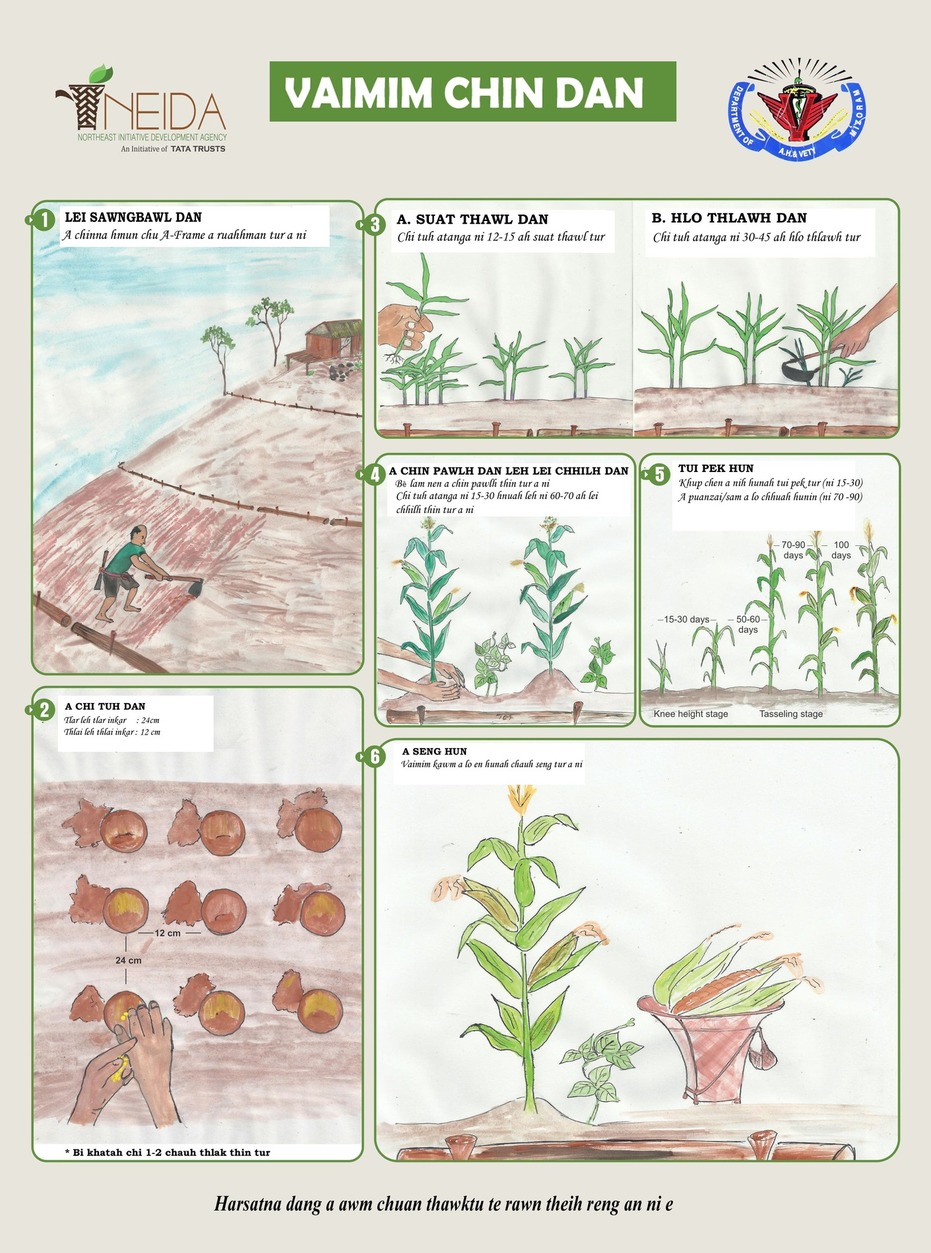 NEIDA
NORTHEAST INITIATIVE DEVELOPMENT AGENCY
An Initiative of TATA TRUSTS
VAIMIM CHIN DAN
DEPARTMENT OF
A.H.& VETY
MIZORAM
1
LEI SAWNGBAWL DAN
A chinna hmun chu A-Frame a ruahhman tur a ni
2
A CHI TUH DAN
Tlar leh tlar inkar : 24cm
Thlai leh thlai inkar : 12 cm
12 cm
24 cm
* Bi khatah chi 1-2 chauh thlak thin tur
3
A. SUAT THAWL DAN
Chi tuh atanga ni 12-15 ah suat thawl tur
B. HLO THLAWH DAN
Chi tuh atanga ni 30-45 ah hlo thlawh tur
4
A CHIN PAWLH DAN LEH LEI CHHILH DAN
Be lam nen a chin pawlh thin tur a ni
Chi tuh atanga ni 15-30 hnuah leh ni 60-70 ah lei
chhilh thin tur a ni
5
TUI PEK HUN
Khup chen a nih hunah tui pek tur (ni 15-30)
A puanzai/sam a lo chhuah hunin (ni 70 -90)
70-90
days
100
days
15-30 days
50-60
days
Knee height stage
Tasseling stage
6
A SENG HUN
Vaimim kawm a lo en hunah chauh seng tur a ni
Harsatna dang a awm chuan thawktu te rawn theih reng an ni e